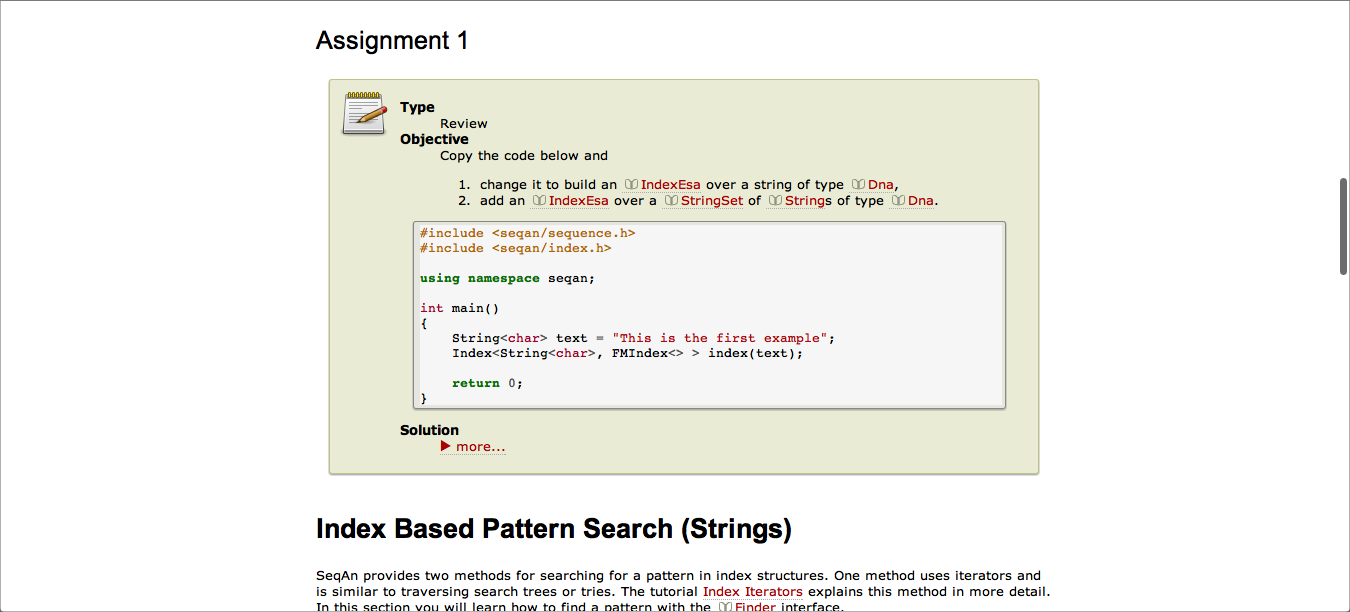 Assignment 1
Type
Review
Objective
Copy the code below and
1. change it to build an IndexEsa over a string of type Dna,
2. add an IndexEsa over a StringSet of Strings of type Dna.
#include <seqan/sequence.h>
#include <seqan/index.h>
using namespace seqan;
int main()
{
    String<char> text = "This is the first example";
    Index<String<char>, FMIndex<> > index(text);
    return 0;
}
Solution
more...
Index Based Pattern Search (Strings)
SeqAn provides two methods for searching for a pattern in index structures. One method uses iterators and
is similar to traversing search trees or tries. The tutorial Index Iterators explains this method in more detail.
In this section you will learn how to find a pattern with the Finder interface.